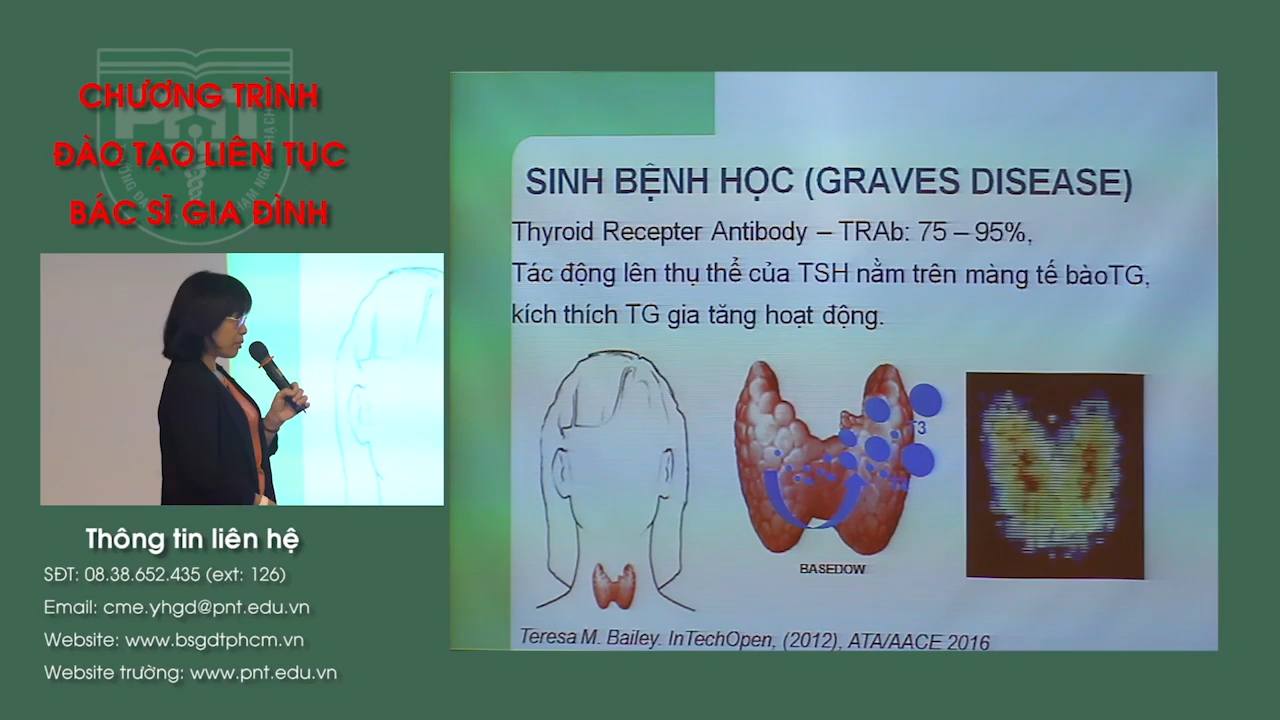 CHƯƠNG TRÌNH
ĐÀO TẠO LIÊN TỤC
BÁC SĨ GIA ĐÌNH
PNT
Thông tin liên hệ
SĐT: 08.38.652.435 (ext: 126)
Email: cme.yhgd@pnt.edu.vn
Website: www.bsgdtphcm.vn
Website trường: www.pnt.edu.vn
SINH BỆNH HỌC (GRAVES DISEASE)
Thyroid Recepter Antibody – TRAb: 75 – 95%,
Tác động lên thụ thể của TSH nằm trên màng tế bàoTG,
kích thích TG gia tăng hoạt động.
T3
BASEDOW
Teresa M. Bailey. InTechOpen, (2012), ATA/AACE 2016